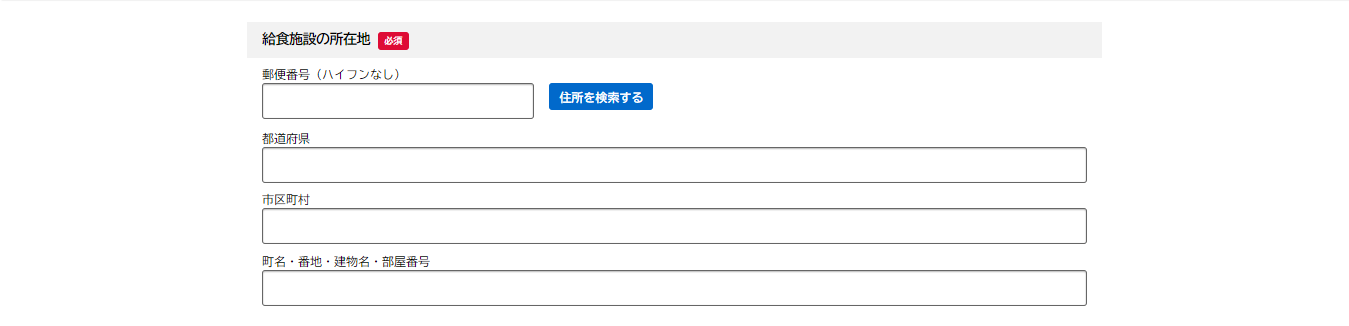 給食施設の所在地 必須
郵便番号（ハイフンなし）
住所を検索する
都道府県
市区町村
町名・番地・建物名・部屋番号